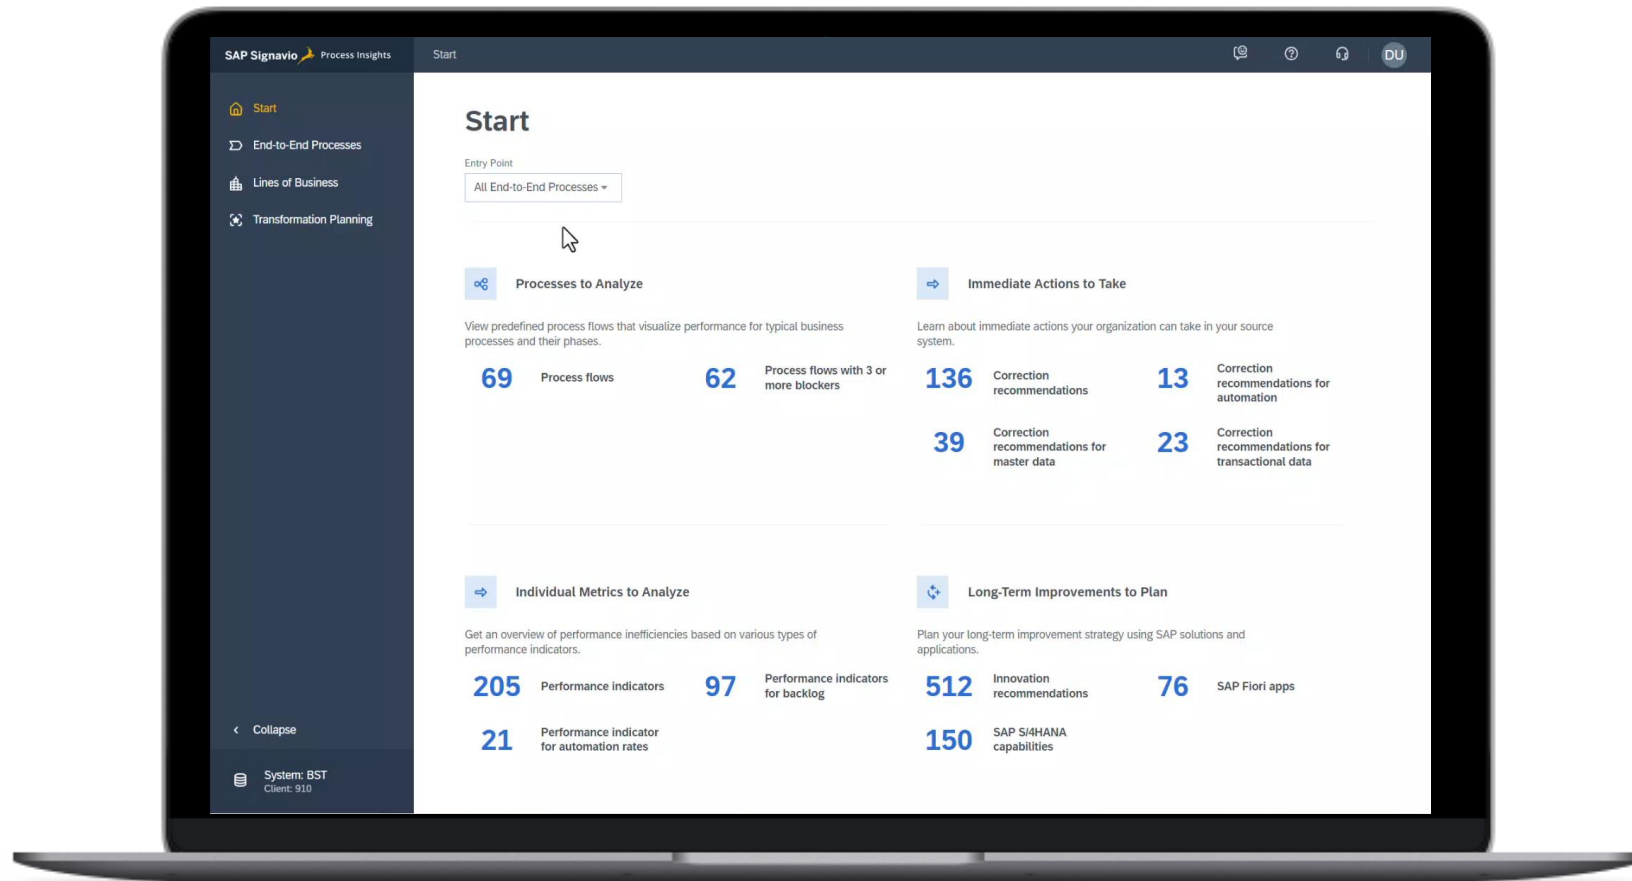 SAP Signavio Process Insights
Start
DU
Start
End-to-End Processes
Lines of Business
Transformation Planning
Collapse
System: BST
Client: 910
Start
Entry Point
All End-to-End Processes
Processes to Analyze
View predefined process flows that visualize performance for typical business
processes and their phases.
69
Process flows
62
Process flows with 3 or
more blockers
Immediate Actions to Take
Learn about immediate actions your organization can take in your source
system.
136
Correction
recommendations
13
Correction
recommendations for
automation
39
Correction
recommendations for
master data
23
Correction
recommendations for
transactional data
Individual Metrics to Analyze
Get an overview of performance inefficiencies based on various types of
performance indicators.
205
Performance indicators
97
Performance indicators
for backlog
21
Performance indicator
for automation rates
Long-Term Improvements to Plan
Plan your long-term improvement strategy using SAP solutions and
applications.
512
Innovation
recommendations
76
SAP Fiori apps
150
SAP S/4HANA
capabilities